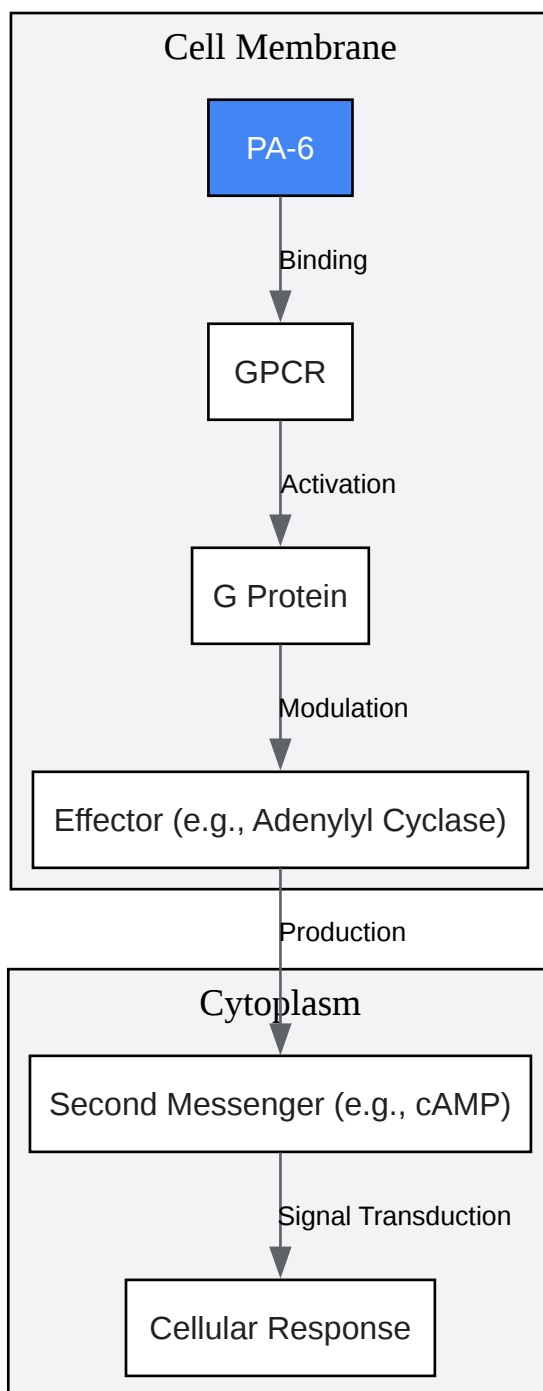 Cell Membrane
PA-6
Binding
GPCR
Activation
G Protein
Modulation
Effector (e.g., Adenylyl Cyclase)
Production
Cytoplasm
Second Messenger (e.g., cAMP)
Signal Transduction
Cellular Response